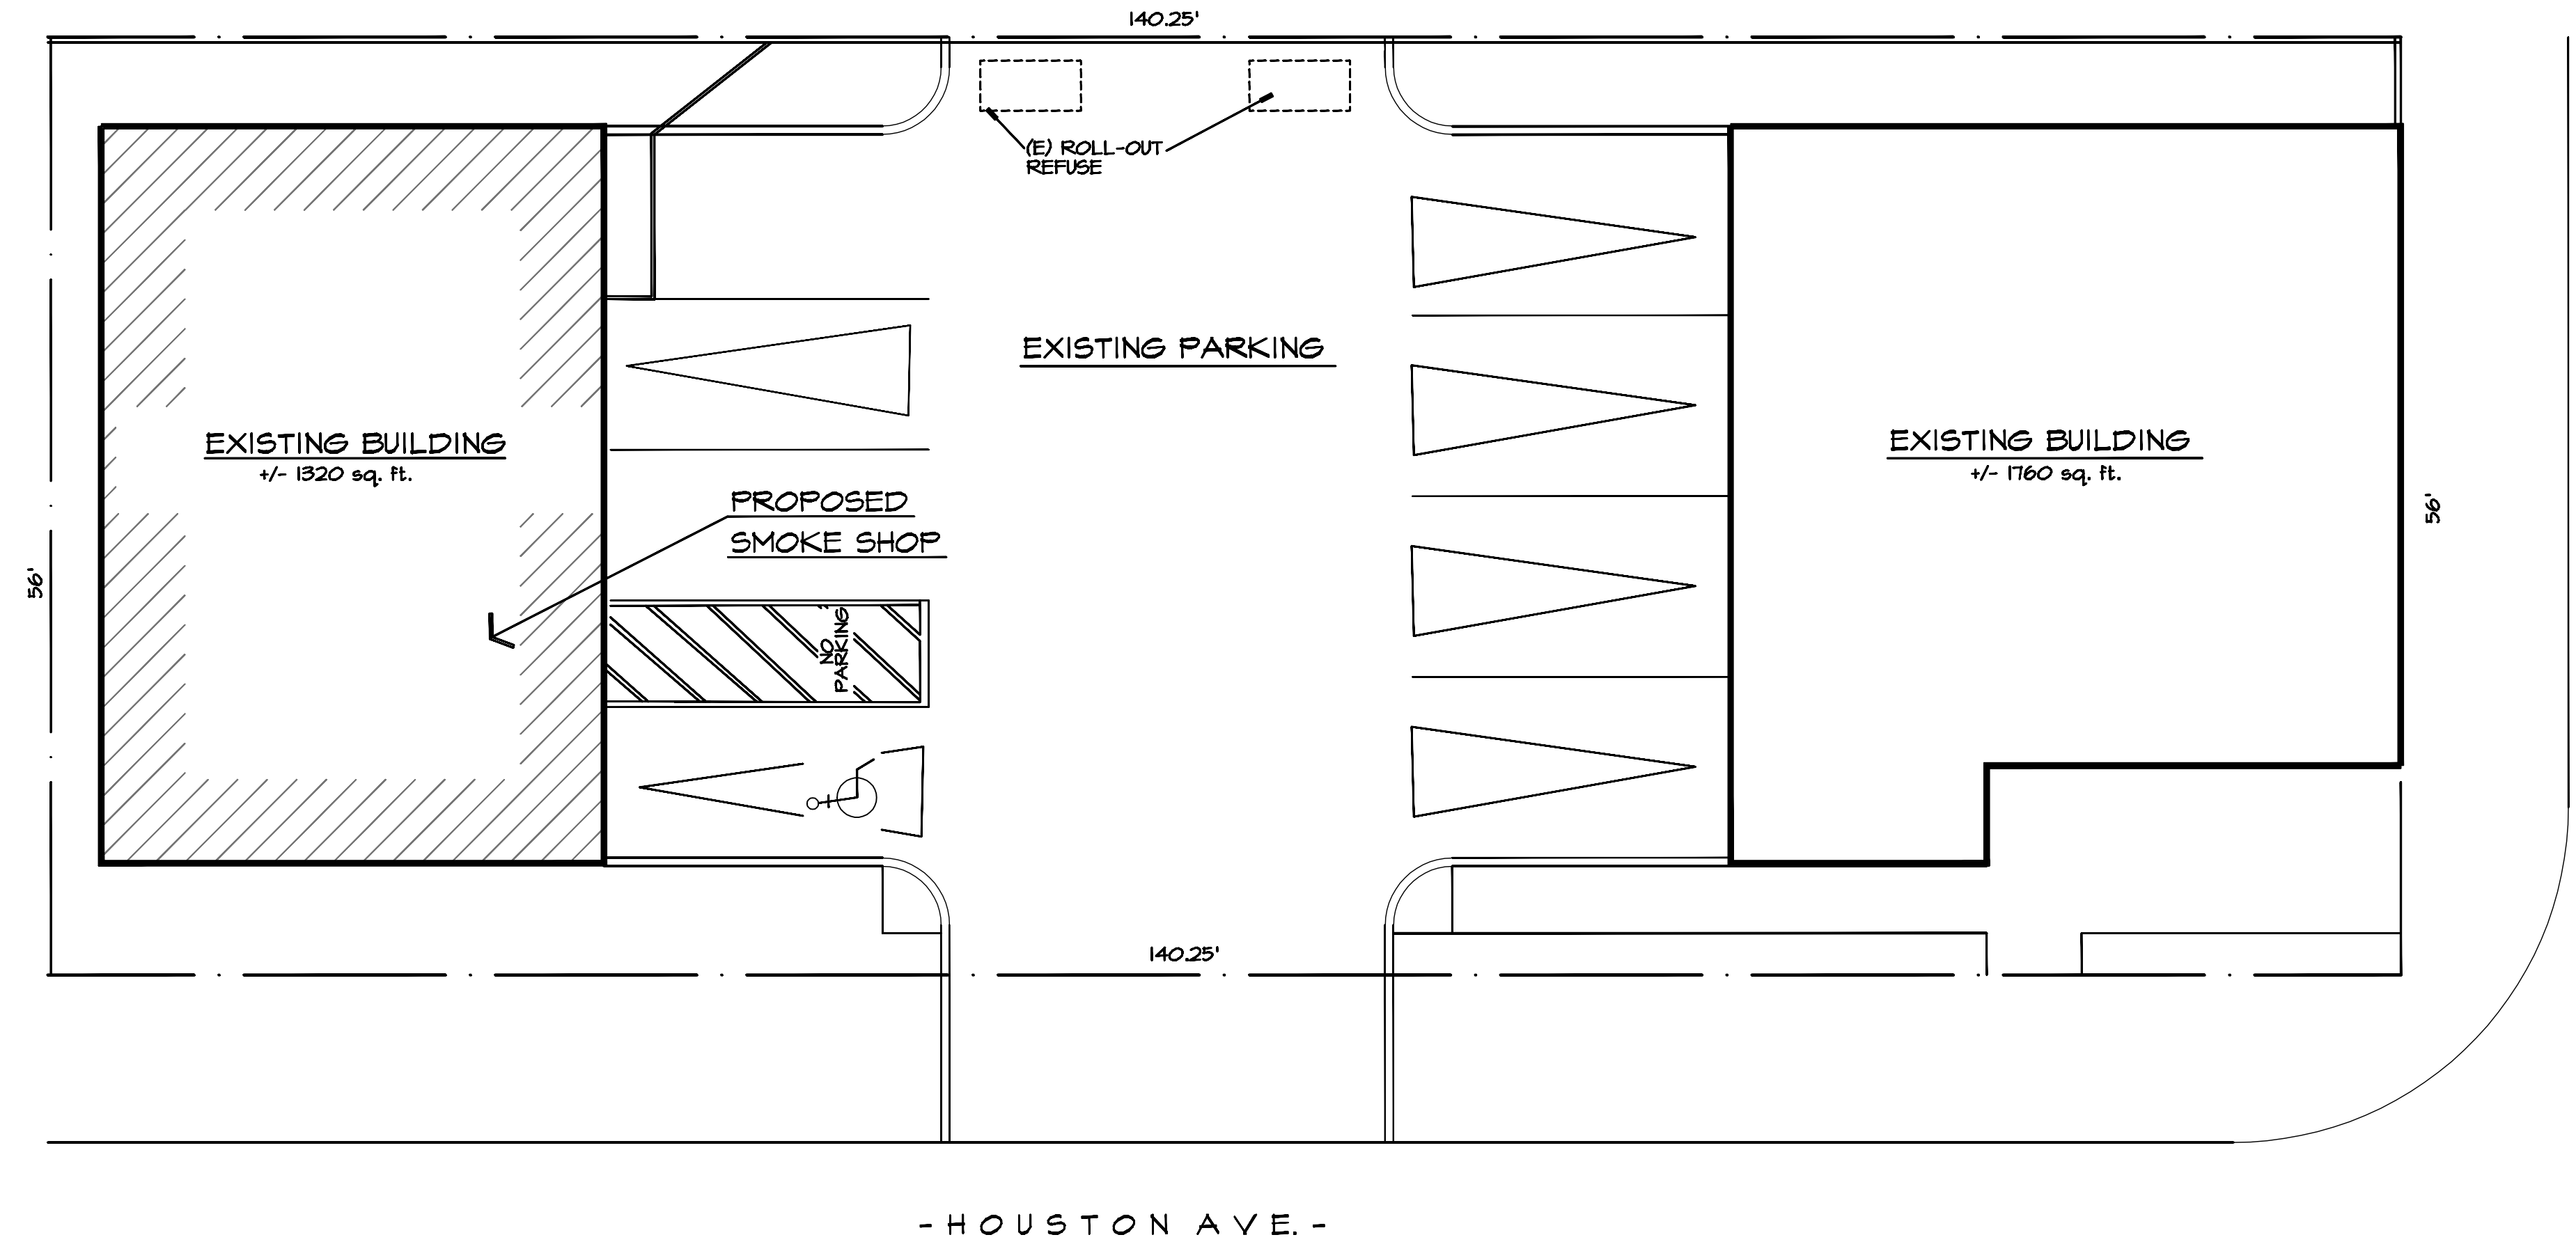 140.25'
(E) ROLL-OUT
REFUSE
EXISTING PARKING
EXISTING BUILDING
+/- 1320 sq. ft.
EXISTING BUILDING
+/- 1760 sq. ft.
PROPOSED
SMOKE SHOP
56'
56'
NO
PARKING
140.25'
- HOUSTON AVE. -